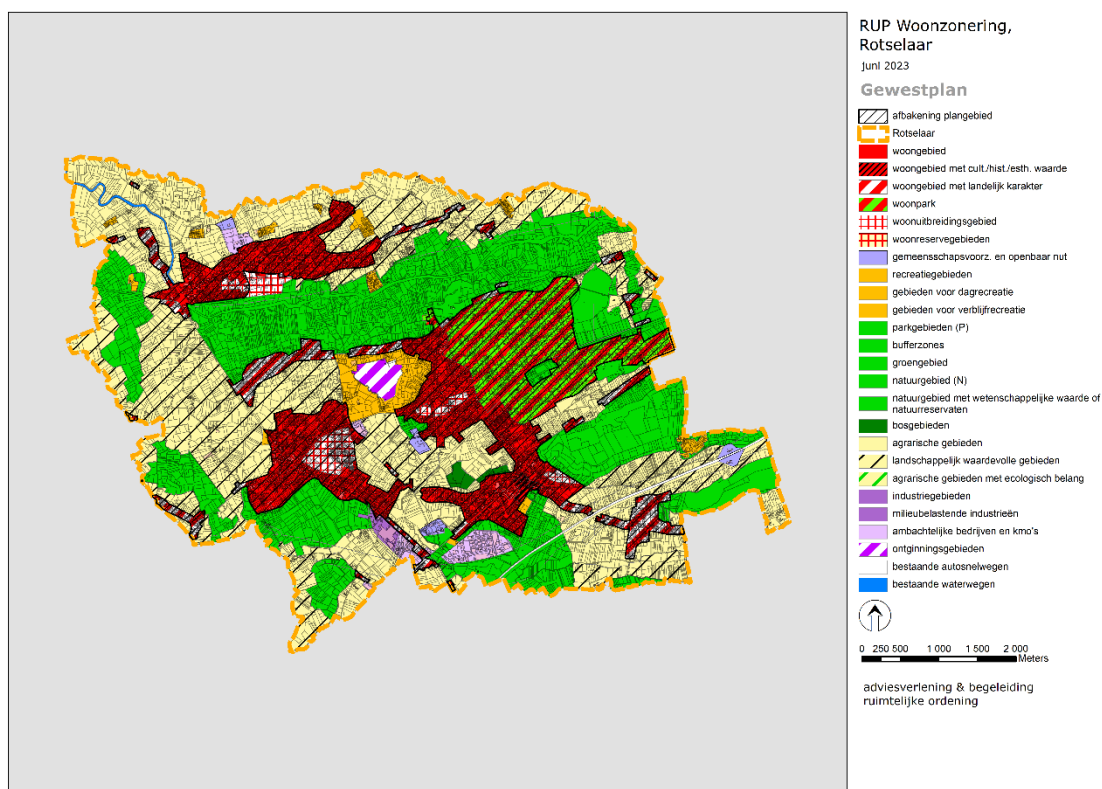 RUP Woonzonering,
Rotselaar
juni 2023
Gewestplan
afbakening plangebied
Rotselaar
woongebied
woongebied met cult./hist./esth. waarde
woongebied met landelijk karakter
woonpark
woonuitbreidingsgebied
woonreservegebieden
gemeensschapsvoorz. en openbaar nut
recreatiegebieden
gebieden voor dagrecreatie
gebieden voor verblijfrecreatie
parkgebieden (P)
bufferzones
groengebied
natuurgebied (N)
natuurgebied met wetenschappelijke waarde of
natuurreservaten
bosgebieden
agrarische gebieden
landschappelijk waardevolle gebieden
agrarische gebieden met ecologisch belang
industriegebieden
milieubelastende industrieën
ambachtelijke bedrijven en kmo's
ontginningsgebieden
bestaande autosnelwegen
bestaande waterwegen
0 250 500 1 000 1 500 2 000
Meters
adviesverlening & begeleiding
ruimtelijke ordening